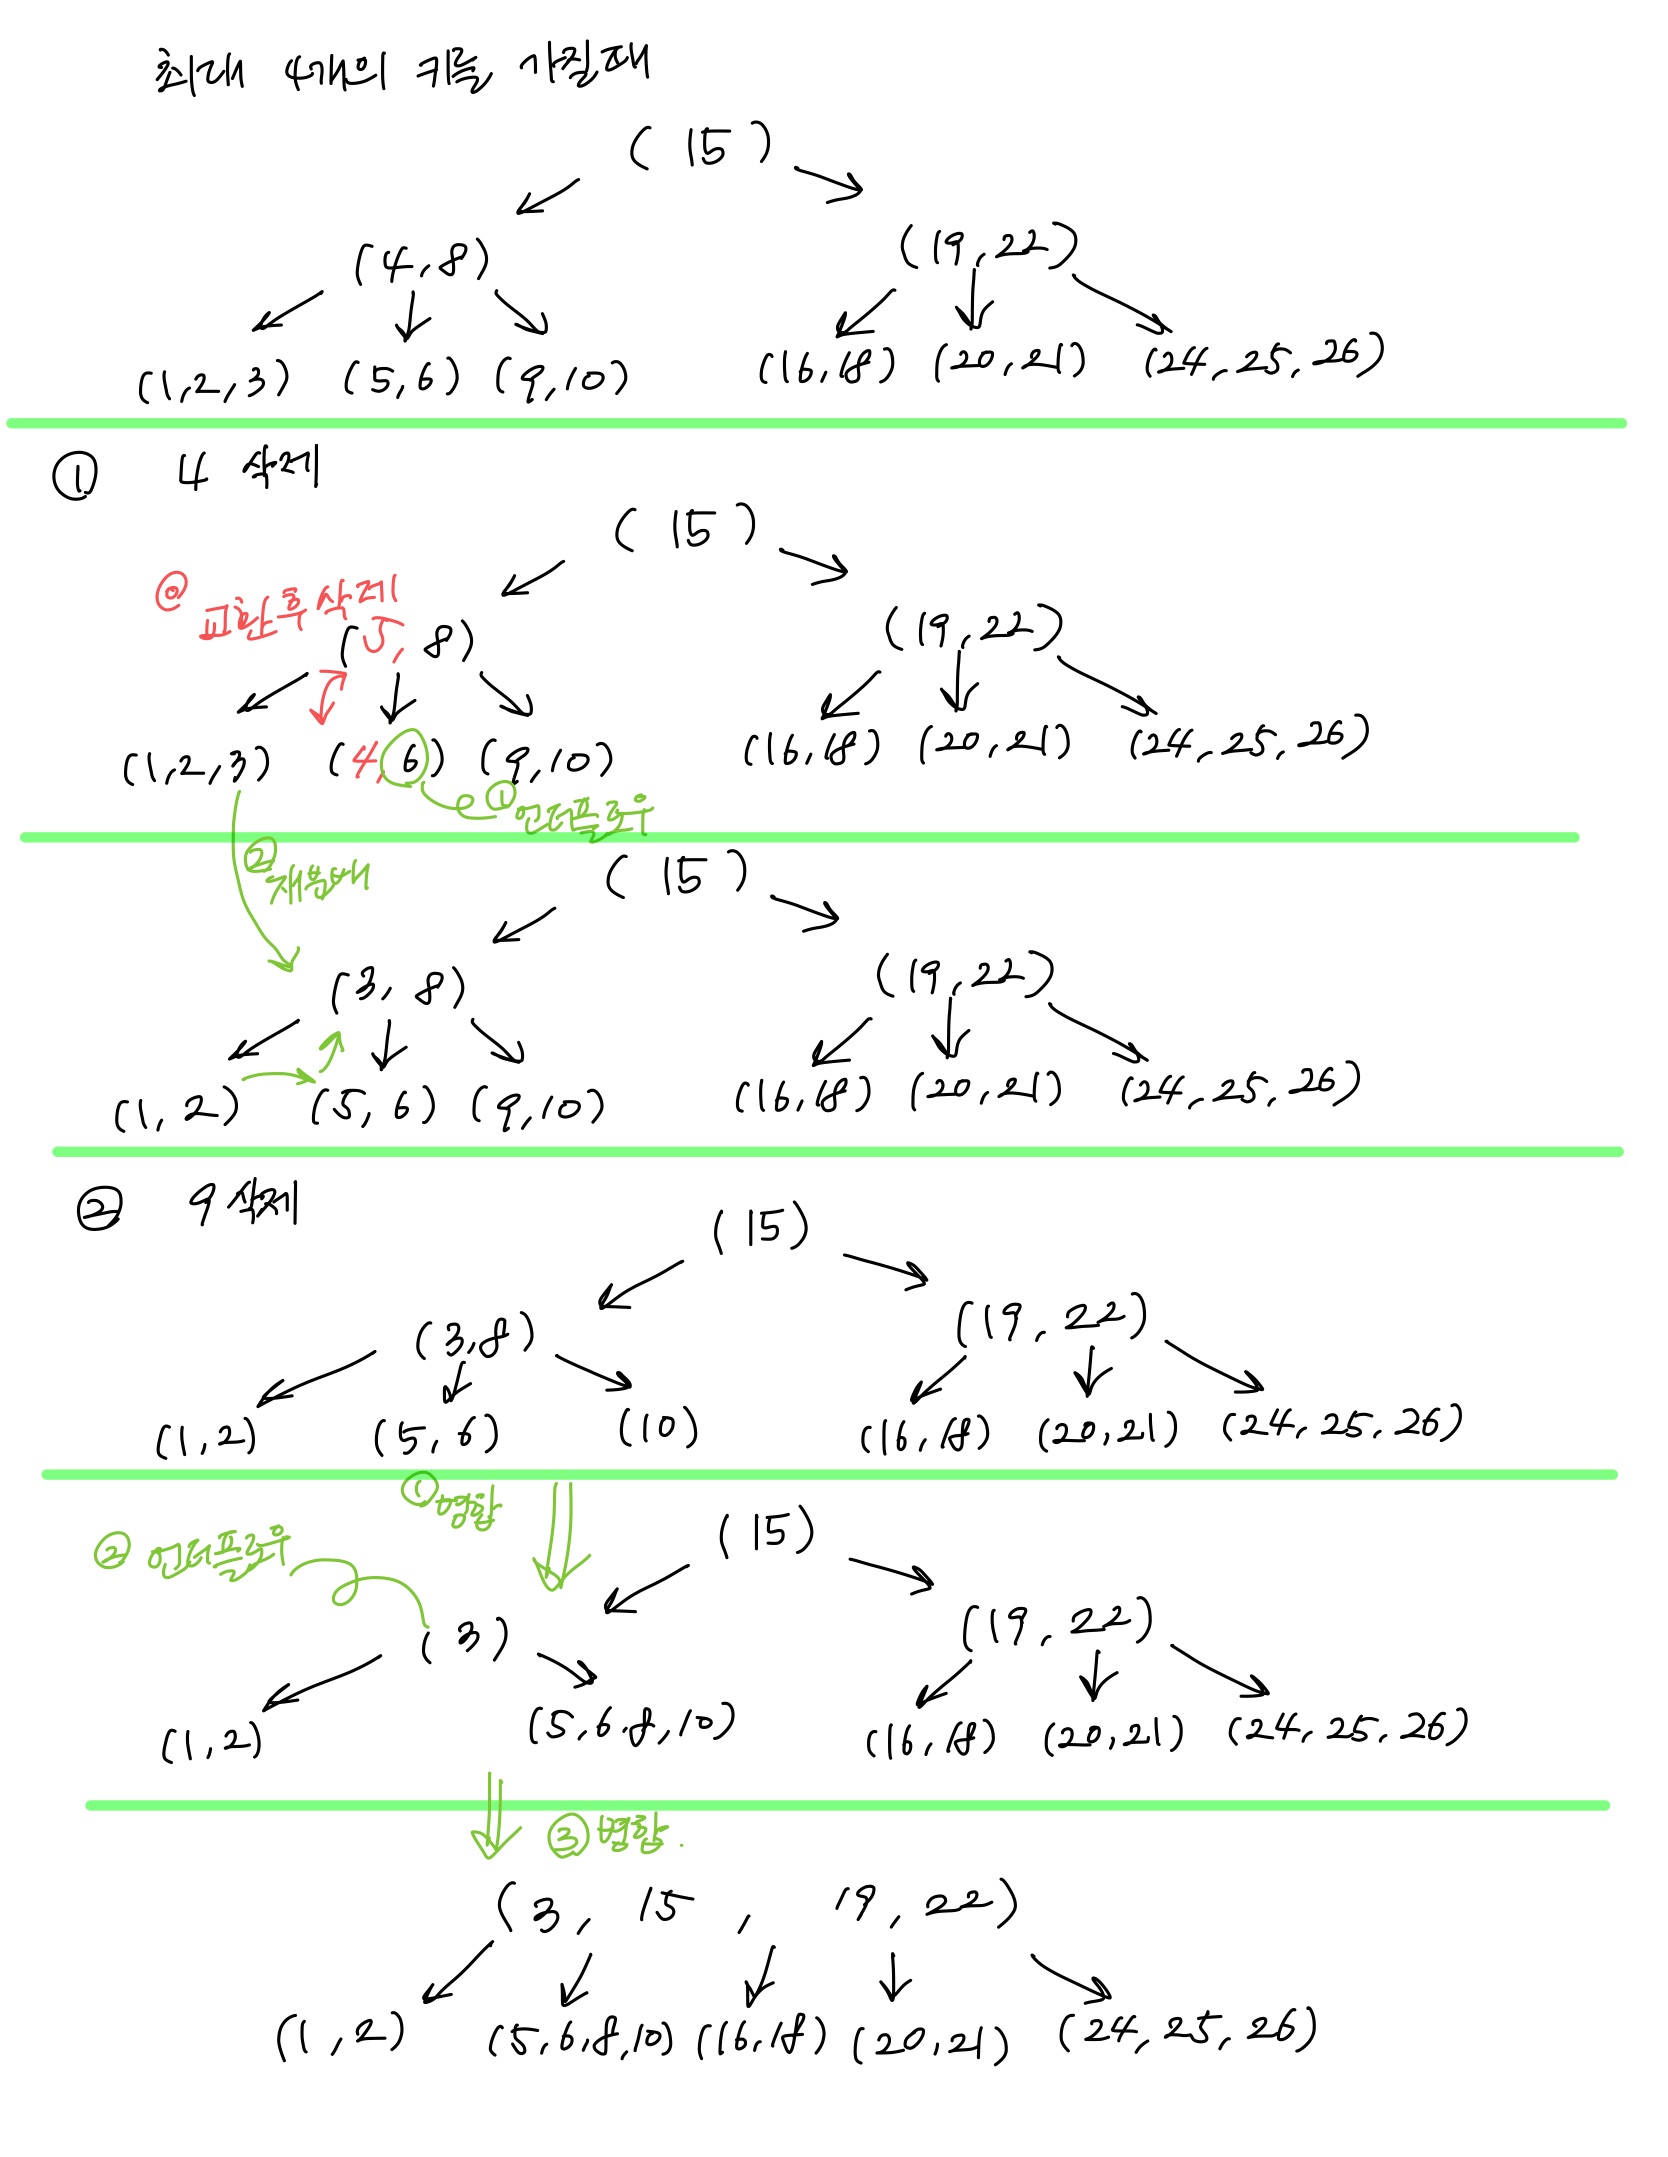 최대 4개의 키를 가질때
( 15 )
(4,8) (19,22)
(1,2,3) (5,6) (9,10) (16,18) (20,21) (24,25,26)
① 4 삭제
( 15 )
⓪ 교환후삭제
(5, 8) (19,22)
(1,2,3) (4,6) (9,10) (16,18) (20,21) (24,25,26)
① 언더플로우
② 재분배
( 15 )
(3, 8) (19,22)
(1, 2) (5, 6) (9,10) (16,18) (20,21) (24,25,26)
② 9삭제
(15)
(3,8) (19, 22)
(1,2) (5, 6) (10) (16,18) (20,21) (24, 25, 26)
① 병합
② 언더플로우
(15)
(3) (19, 22)
(1,2) (5,6,8,10) (16,18) (20,21) (24, 25, 26)
③ 병합.
(3, 15, 19, 22)
(1,2) (5,6,8,10) (16,18) (20,21) (24, 25, 26)